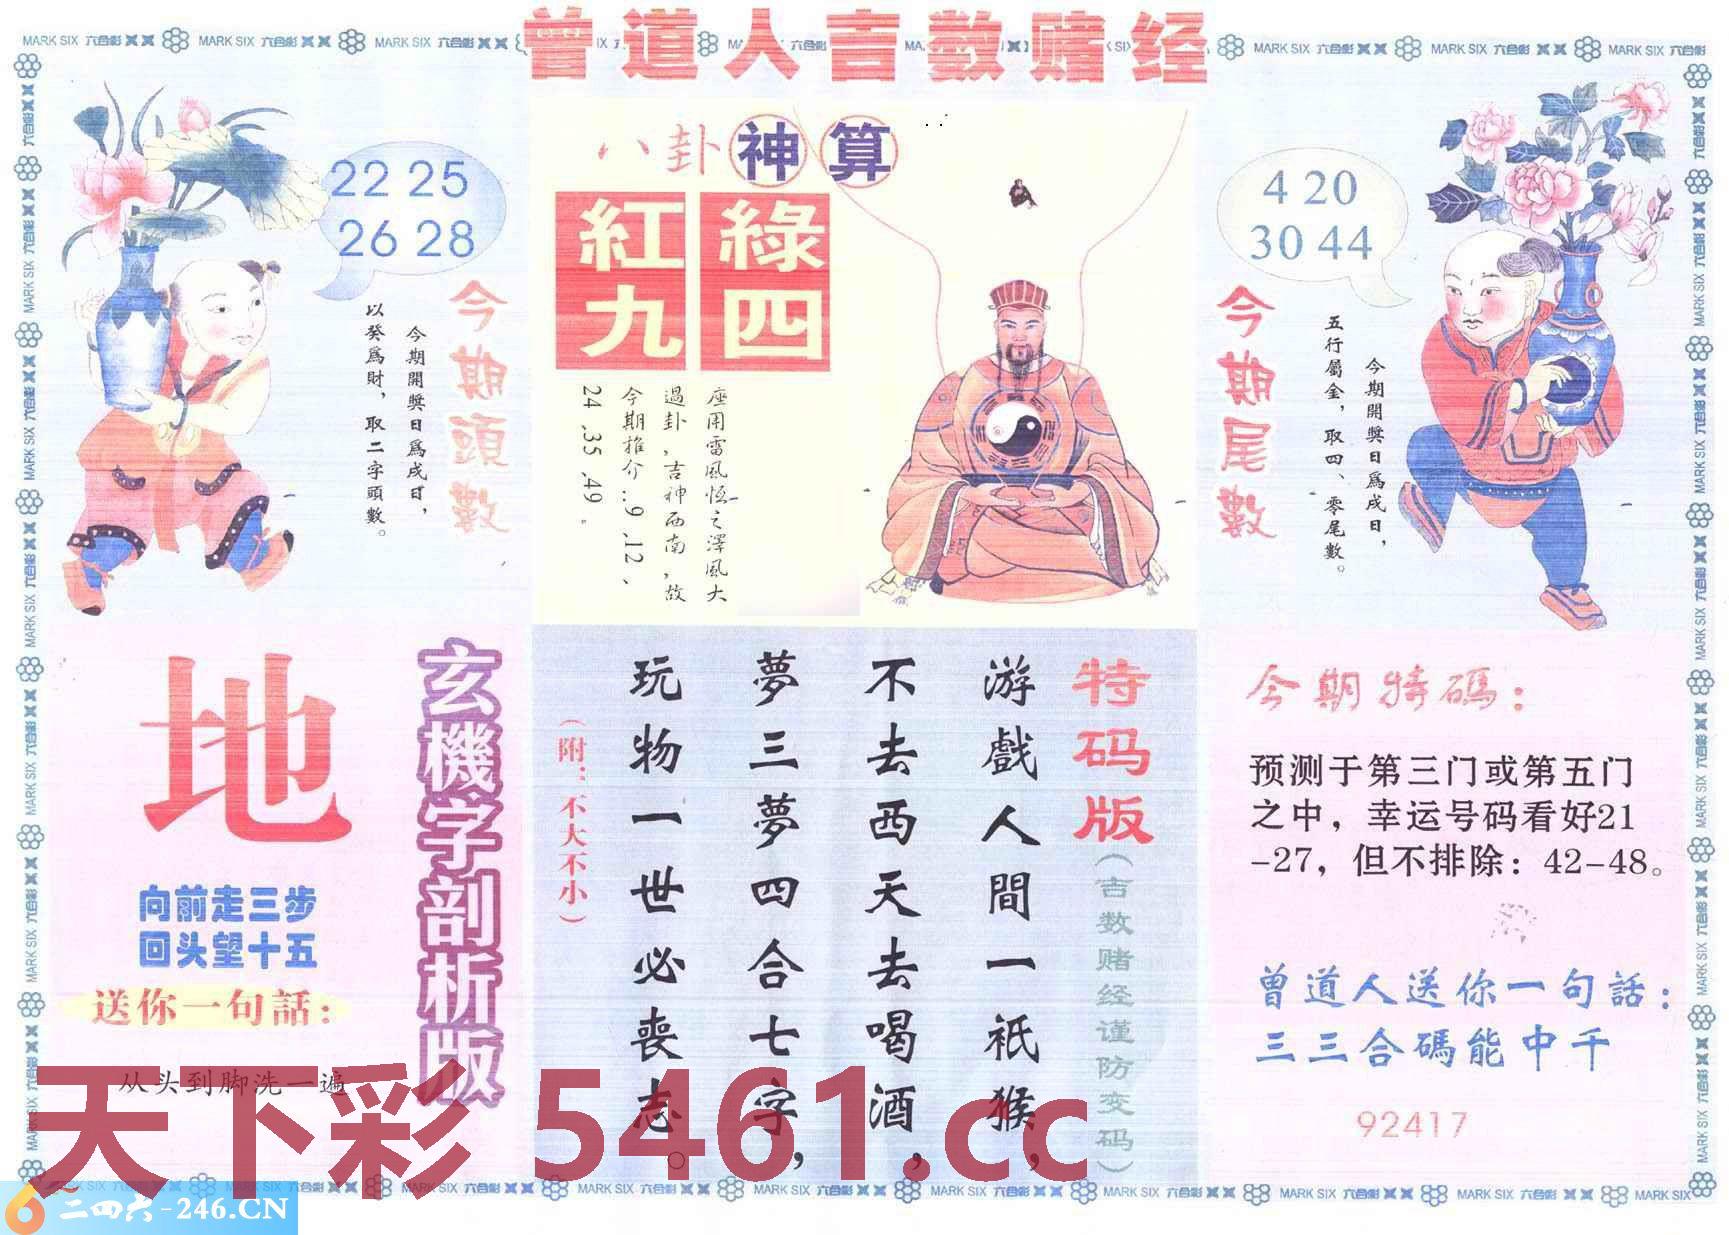 曾道人吉数赌经
MARK SIX 六合彩
22 25
26 28
今期頭數
今期開獎日爲戌日，
以癸爲財，取二字頭數。
八卦神算
紅九
綠四
座用雷風恆之澤風大
過卦,吉神西南,故
今期推介:.9.12、
24.35.49。
4 20
30 44
今期尾數
今期開獎日爲戌日，
五行屬金，取四、零尾數。
玄機字剖析版
地
向前走三步
回头望十五
送你一句話：
从头到脚洗一遍
特码版
（吉数赌经谨防变码）
游戲人間一祇猴，
不去西天去喝酒，
夢三夢四合七字，
玩物一世必喪志。
（附：不大不小）
今期特碼：
预测于第三门或第五门
之中，幸运号码看好21
-27，但不排除：42-48。
曾道人送你一句話：
三三合碼能中千
92417
天下彩 5461.cc
二四六-246.CN